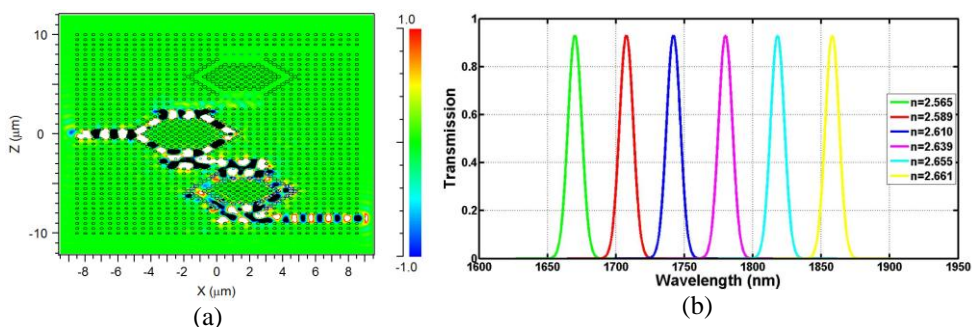 10
0
-10
Z (μm)
-8 -6 -4 -2 0 2 4 6 8
X (μm)
1.0
-1.0
(a)
1
0.8
0.6
0.4
0.2
0
Transmission
1600 1650 1700 1750 1800 1850 1900 1950
Wavelength (nm)
n=2.565
n=2.589
n=2.610
n=2.639
n=2.655
n=2.661
(b)